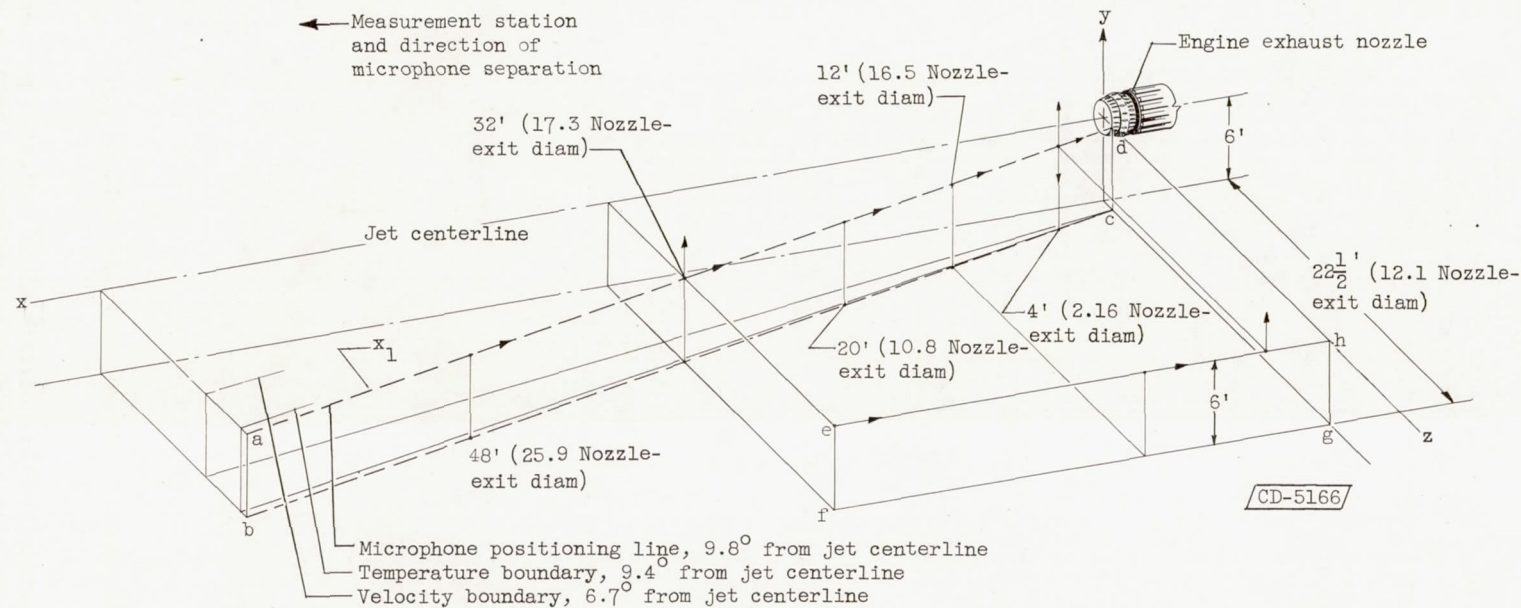 Measurement station
and direction of
microphone separation
y
Engine exhaust nozzle
12' (16.5 Nozzle-
exit diam)
32' (17.3 Nozzle-
exit diam)
6'
d
c
Jet centerline
22 1/2' (12.1 Nozzle-
exit diam)
x
4' (2.16 Nozzle-
exit diam)
x1
20' (10.8 Nozzle-
exit diam)
h
6'
e
a
z
g
48' (25.9 Nozzle-
exit diam)
CD-5166
f
b
Microphone positioning line, 9.8° from jet centerline
Temperature boundary, 9.4° from jet centerline
Velocity boundary, 6.7° from jet centerline